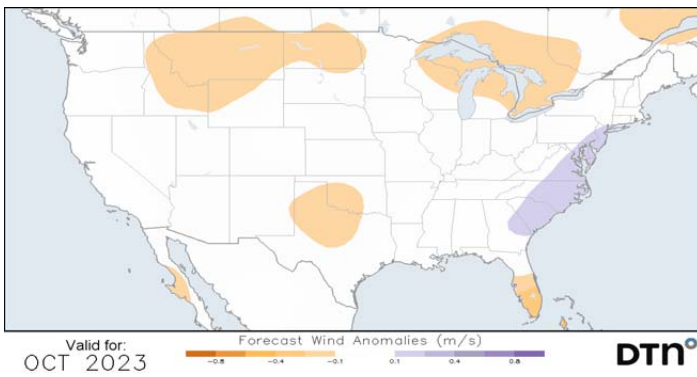 Valid for:
OCT 2023
Forecast Wind Anomalies (m/s)
-0.8 -0.4 -0.1 0.1 0.4 0.8
DTN